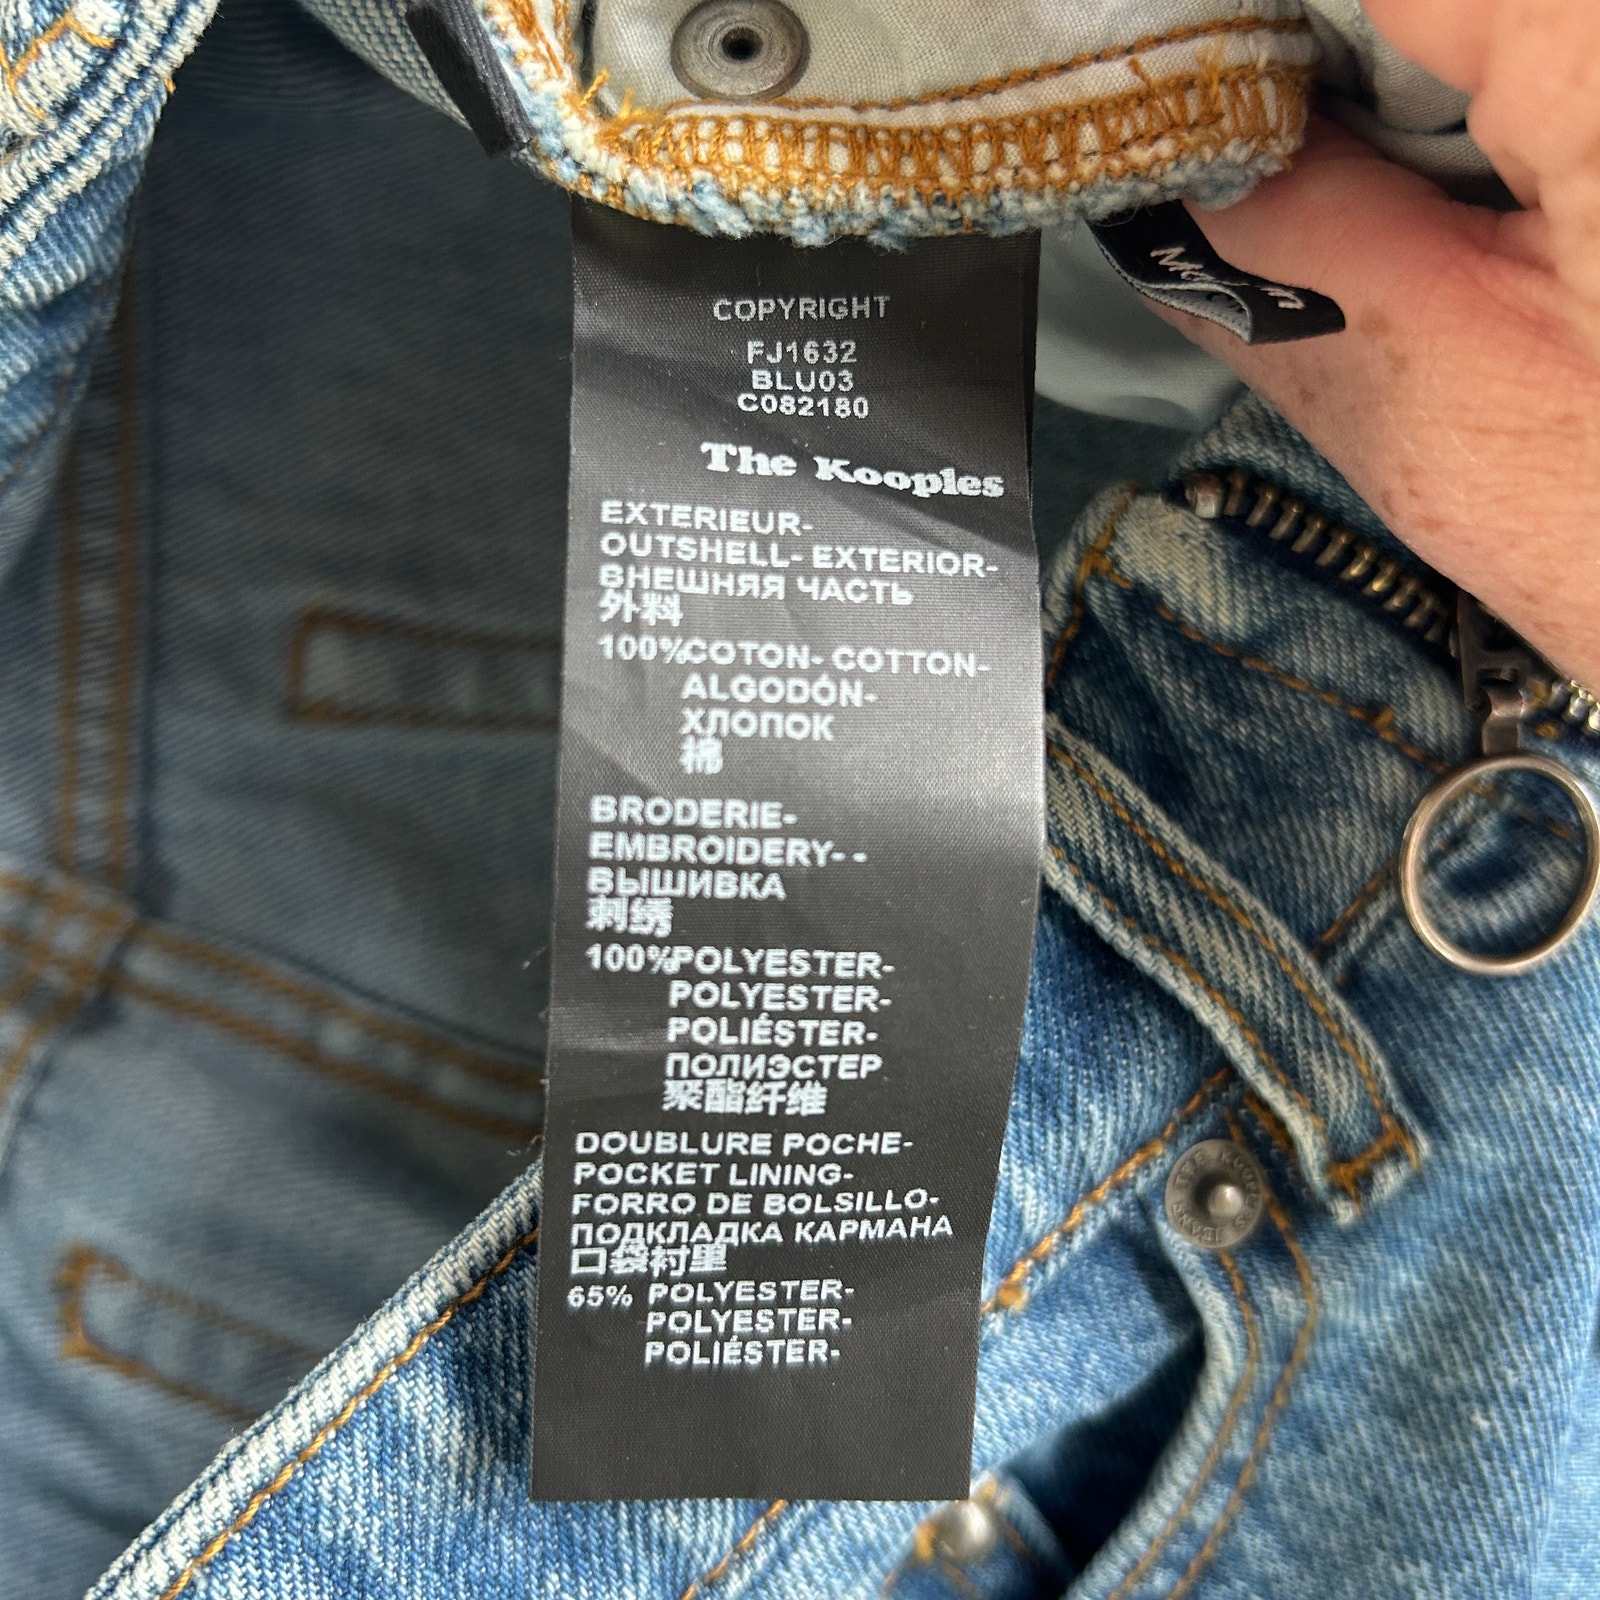 COPYRIGHT
FJ1632
BLU03
C082180
The Kooples
EXTERIEUR-
OUTSHELL- EXTERIOR-
ВНЕШНЯЯ ЧАСТЬ
外料
100%COTON- COTTON-
ALGODÓN-
ХЛОПОК
棉
BRODERIE-
EMBROIDERY- -
ВЫШИВКА
刺绣
100%POLYESTER-
POLYESTER-
POLIÉSTER-
ПОЛИЭСТЕР
聚酯纤维
DOUBLURE POCHE-
POCKET LINING-
FORRO DE BOLSILLO-
ПОДКЛАДКА КАРМАНА
口袋衬里
65% POLYESTER-
POLYESTER-
POLIÉSTER-